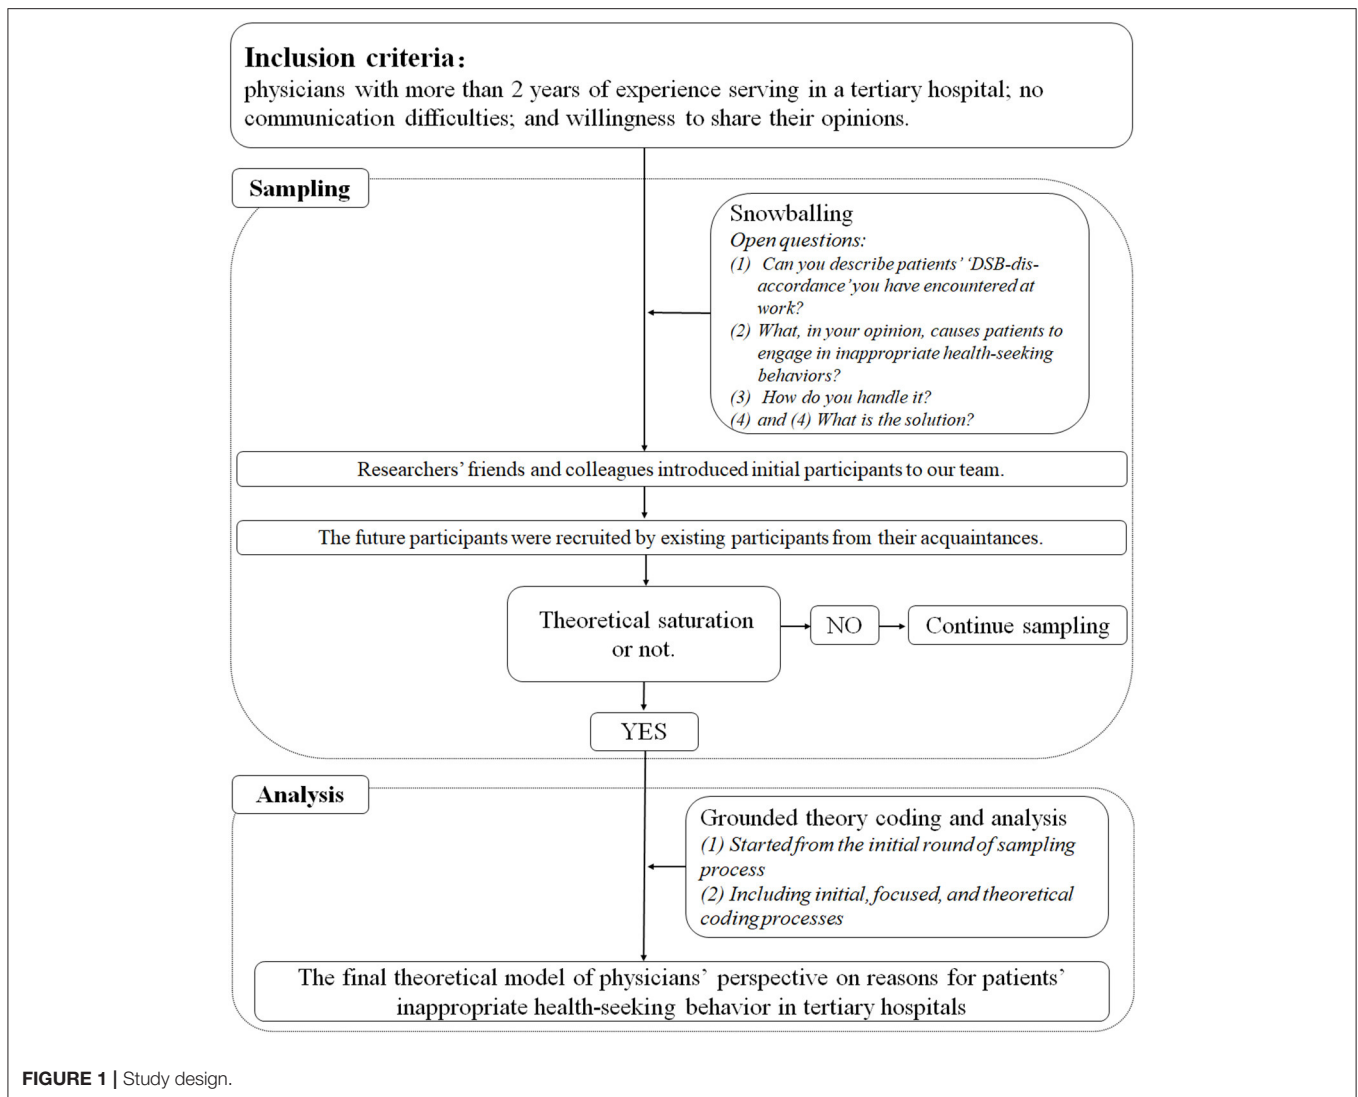 Inclusion criteria：
physicians with more than 2 years of experience serving in a tertiary hospital; no
communication difficulties; and willingness to share their opinions.
Sampling
Snowballing
Open questions:
(1) Can you describe patients’ ‘DSB-dis-
accordance’you have encountered at
work?
(2) What, in your opinion, causes patients to
engage in inappropriate health-seeking
behaviors?
(3) How do you handle it?
(4) and (4) What is the solution?
Researchers’ friends and colleagues introduced initial participants to our team.
The future participants were recruited by existing participants from their acquaintances.
Theoretical saturation
or not.
NO
Continue sampling
YES
Analysis
Grounded theory coding and analysis
(1) Started from the initial round of sampling
process
(2) Including initial, focused, and theoretical
coding processes
The final theoretical model of physicians’ perspective on reasons for patients’
inappropriate health-seeking behavior in tertiary hospitals
FIGURE 1 | Study design.